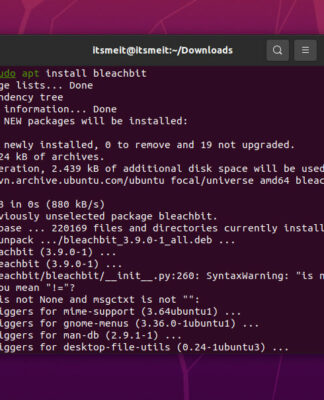 itsmeit@itsmeit:~/Downloads
udo apt install bleachbit
ge lists... Done
ndency tree
 information... Done
 NEW packages will be installed:
newly installed, 0 to remove and 19 not upgraded.
24 kB of archives.
eration, 2.439 kB of additional disk space will be used
vn.archive.ubuntu.com/ubuntu focal/universe amd64 bleac
B in 0s (880 kB/s)
viously unselected package bleachbit.
base ... 220169 files and directories currently install
unpack .../bleachbit_3.9.0-1_all.deb ...
achbit (3.9.0-1) ...
leachbit (3.9.0-1) ...
eachbit/bleachbit/__init__.py:260: SyntaxWarning: "is n
ou mean "!="?
is not None and msgctxt is not "":
iggers for mime-support (3.64ubuntu1) ...
iggers for gnome-menus (3.36.0-1ubuntu1) ...
iggers for man-db (2.9.1-1) ...
iggers for desktop-file-utils (0.24-1ubuntu3) ...